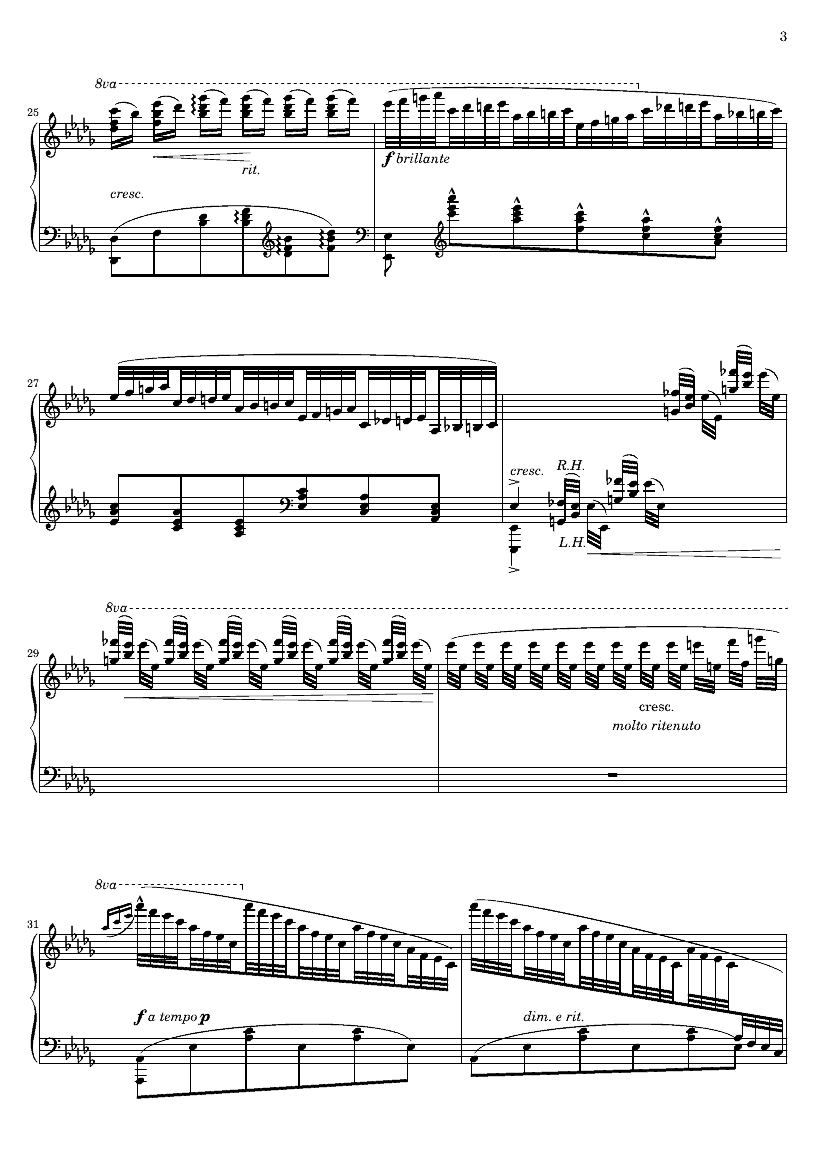 3
8va
25
f brillante
rit.
cresc.
27
cresc. R.H.
L.H.
8va
29
cresc.
molto ritenuto
8va
31
f a tempo p
dim. e rit.